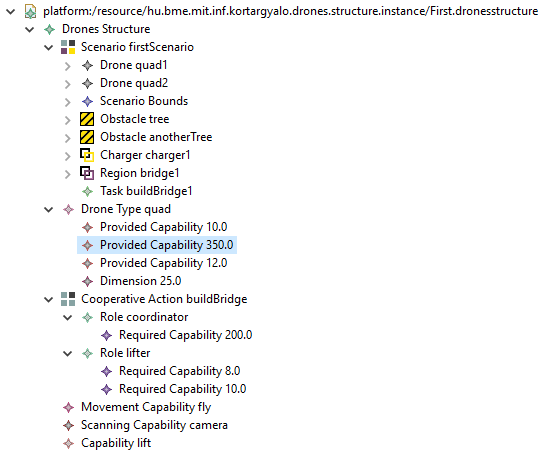 platform:/resource/hu.bme.mit.inf.kortargyalo.drones.structure.instance/First.dronesstructure
Drones Structure
Scenario firstScenario
Drone quad1
Drone quad2
Scenario Bounds
Obstacle tree
Obstacle anotherTree
Charger charger1
Region bridge1
Task buildBridge1
Drone Type quad
Provided Capability 10.0
Provided Capability 350.0
Provided Capability 12.0
Dimension 25.0
Cooperative Action buildBridge
Role coordinator
Required Capability 200.0
Role lifter
Required Capability 8.0
Required Capability 10.0
Movement Capability fly
Scanning Capability camera
Capability lift